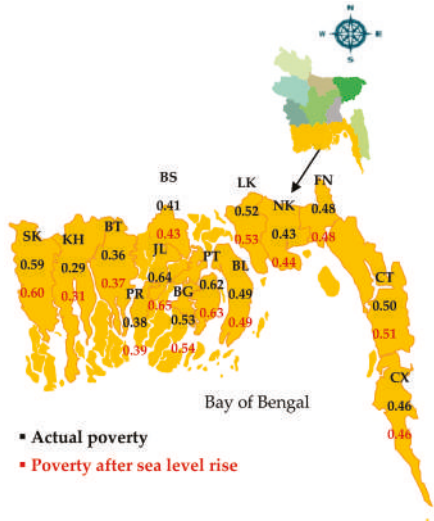 N
W
E
S
BS
0.41
0.43
LK
0.52
0.53
NK
0.43
0.44
FN
0.48
0.48
SK
0.59
0.60
KH
0.29
0.31
BT
0.36
0.37
JL
0.64
0.65
PT
0.62
0.63
BL
0.49
0.49
PR
0.38
0.39
BG
0.53
0.54
CT
0.50
0.51
CX
0.46
0.46
Bay of Bengal
▪ Actual poverty
▪ Poverty after sea level rise